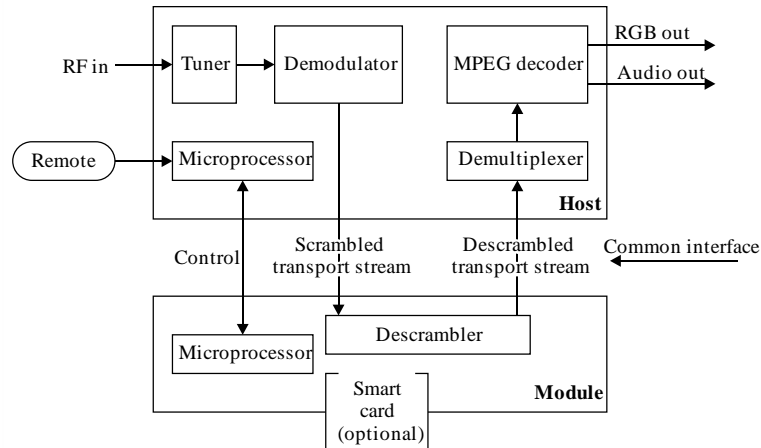 RF in
Tuner
Demodulator
MPEG decoder
RGB out
Audio out
Remote
Microprocessor
Demultiplexer
Host
Control
Scrambled
transport stream
Descrambled
transport stream
Common interface
Microprocessor
Descrambler
Smart
card
(optional)
Module